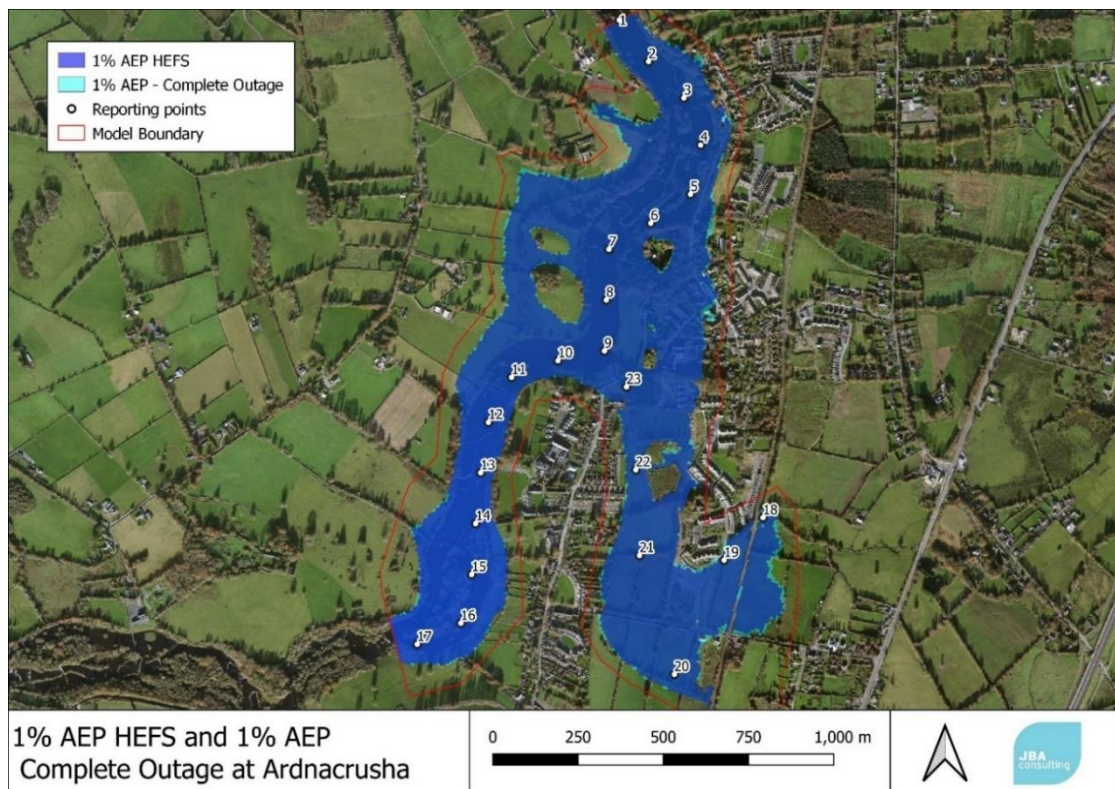 1% AEP HEFS
1% AEP - Complete Outage
Reporting points
Model Boundary
1
2
3
4
5
6
7
8
9
10
11
23
12
13
22
14
18
21
19
15
16
17
20
1% AEP HEFS and 1% AEP
Complete Outage at Ardnacrusha
0 250 500 750 1,000 m
JBA
consulting